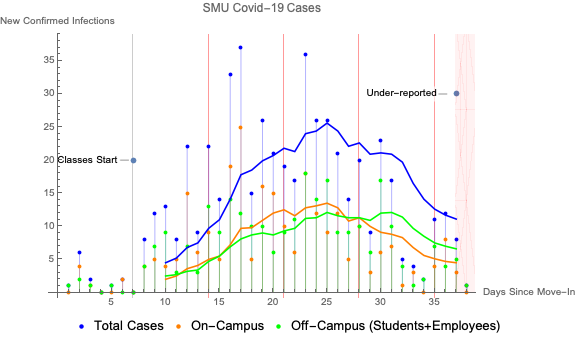 SMU Covid-19 Cases
New Confirmed Infections
35
30
Under-reported
25
20
Classes Start
15
10
5
5 10 15 20 25 30 35
Days Since Move-In
Total Cases On-Campus Off-Campus (Students+Employees)